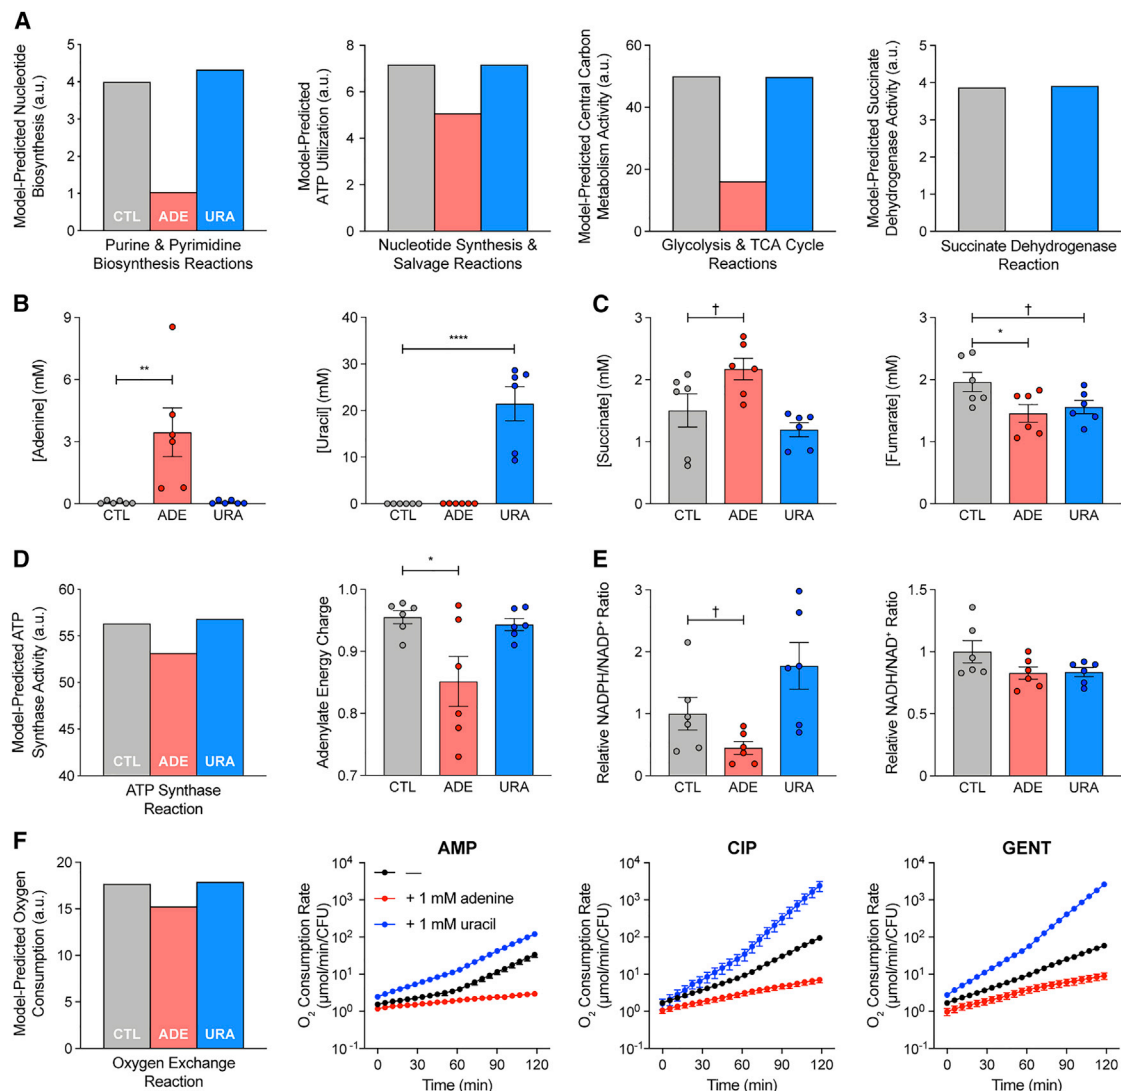 A
Model-Predicted Nucleotide
Biosynthesis (a.u.)
5
4
3
2
1
0
CTL
ADE
URA
Purine & Pyrimidine
Biosynthesis Reactions
Model-Predicted
ATP Utilization (a.u.)
8
6
4
2
0
Nucleotide Synthesis &
Salvage Reactions
Model-Predicted Central Carbon
Metabolism Activity (a.u.)
60
40
20
0
Glycolysis & TCA Cycle
Reactions
Model-Predicted Succinate
Dehydrogenase Activity (a.u.)
5
4
3
2
1
0
Succinate Dehydrogenase
Reaction
B
[Adenine] (mM)
9
6
3
0
**
CTL
ADE
URA
[Uracil] (mM)
40
30
20
10
0
****
CTL
ADE
URA
C
[Succinate] (mM)
3
2
1
0
†
CTL
ADE
URA
[Fumarate] (mM)
3
2
1
0
†
*
CTL
ADE
URA
D
Model-Predicted ATP
Synthase Activity (a.u.)
60
55
50
45
40
CTL
ADE
URA
ATP Synthase
Reaction
Adenylate Energy Charge
1.0
0.9
0.8
0.7
*
CTL
ADE
URA
E
Relative NADPH/NADP+ Ratio
3
2
1
0
†
CTL
ADE
URA
Relative NADH/NAD+ Ratio
1.5
1.0
0.5
0
CTL
ADE
URA
F
Model-Predicted Oxygen
Consumption (a.u.)
20
15
10
5
0
CTL
ADE
URA
Oxygen Exchange
Reaction
AMP
O2 Consumption Rate
(μmol/min/CFU)
10^4
10^3
10^2
10^1
10^0
10^-1
—
+ 1 mM adenine
+ 1 mM uracil
0 30 60 90 120
Time (min)
CIP
O2 Consumption Rate
(μmol/min/CFU)
10^4
10^3
10^2
10^1
10^0
10^-1
0 30 60 90 120
Time (min)
GENT
O2 Consumption Rate
(μmol/min/CFU)
10^4
10^3
10^2
10^1
10^0
10^-1
0 30 60 90 120
Time (min)